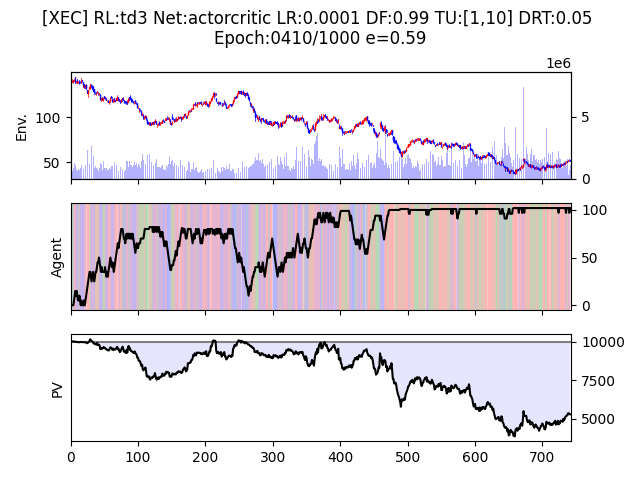 [XEC] RL:td3 Net:actorcritic LR:0.0001 DF:0.99 TU:[1,10] DRT:0.05
Epoch:0410/1000 e=0.59
1e6
Env.
100
50
5
0
Agent
100
50
0
PV
10000
7500
5000
0 100 200 300 400 500 600 700